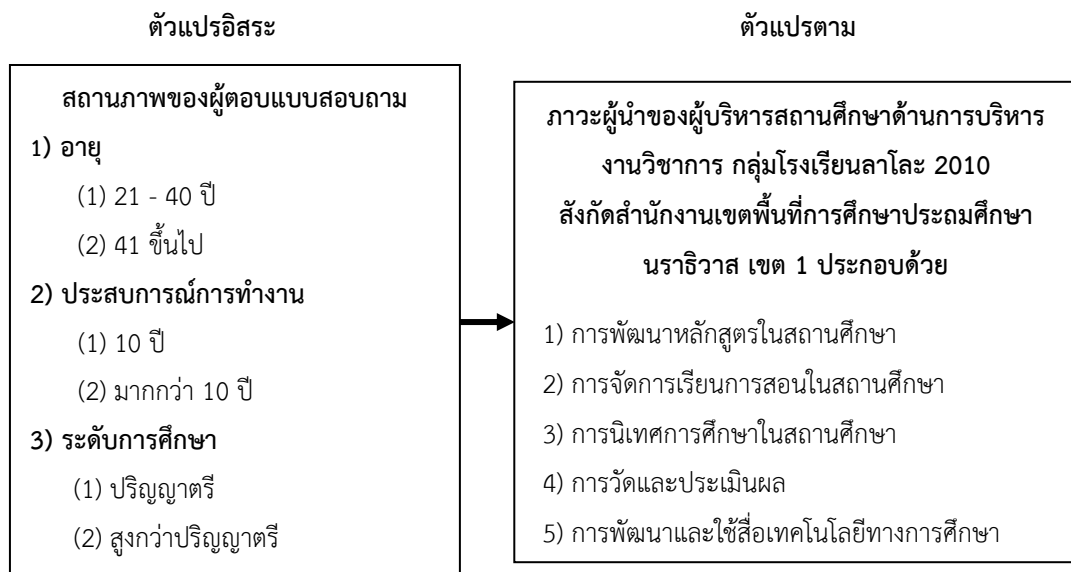 ตัวแปรอิสระ
สถานภาพของผู้ตอบแบบสอบถาม
1) อายุ
(1) 21 - 40 ปี
(2) 41 ขึ้นไป
2) ประสบการณ์การทำงาน
(1) 10 ปี
(2) มากกว่า 10 ปี
3) ระดับการศึกษา
(1) ปริญญาตรี
(2) สูงกว่าปริญญาตรี
ตัวแปรตาม
ภาวะผู้นำของผู้บริหารสถานศึกษาด้านการบริหาร
งานวิชาการ กลุ่มโรงเรียนลาโละ 2010
สังกัดสำนักงานเขตพื้นที่การศึกษาประถมศึกษา
นราธิวาส เขต 1 ประกอบด้วย
1) การพัฒนาหลักสูตรในสถานศึกษา
2) การจัดการเรียนการสอนในสถานศึกษา
3) การนิเทศการศึกษาในสถานศึกษา
4) การวัดและประเมินผล
5) การพัฒนาและใช้สื่อเทคโนโลยีทางการศึกษา